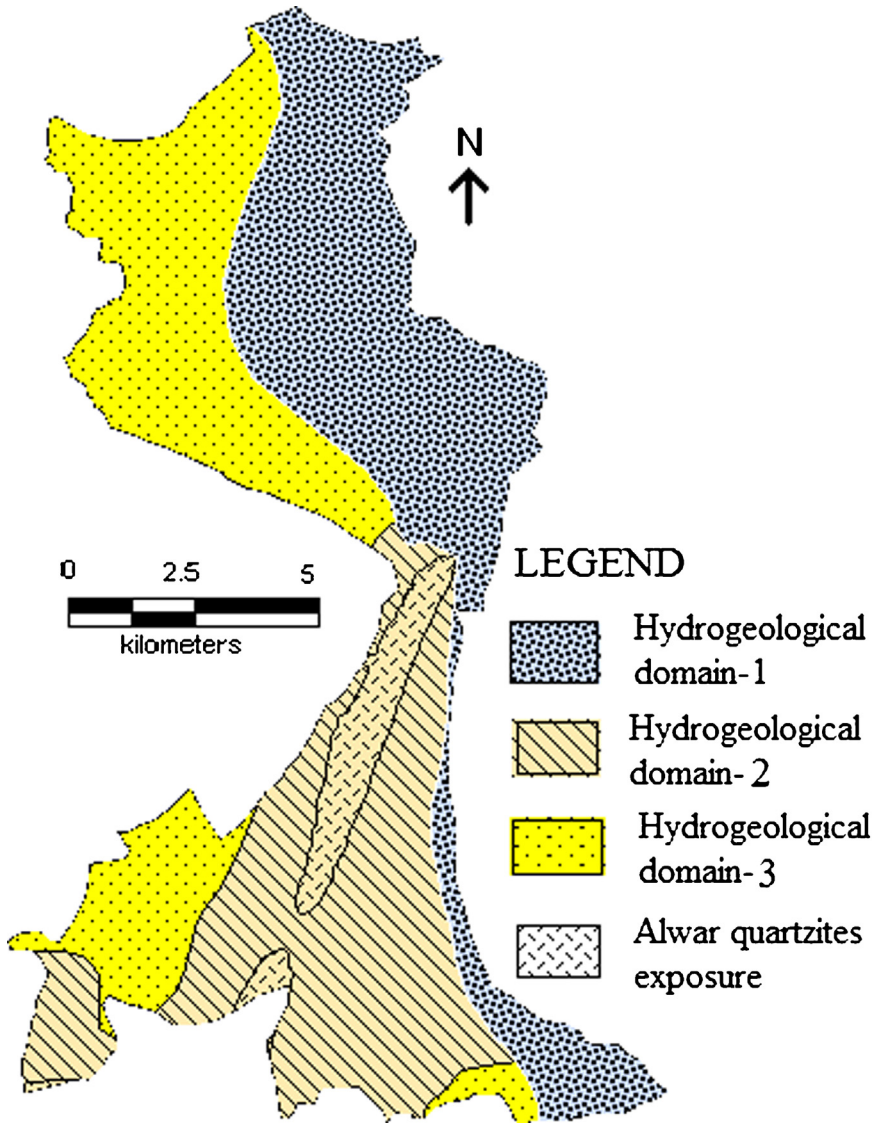 N
0 2.5 5
kilometers
LEGEND
Hydrogeological
domain-1
Hydrogeological
domain- 2
Hydrogeological
domain-3
Alwar quartzites
exposure